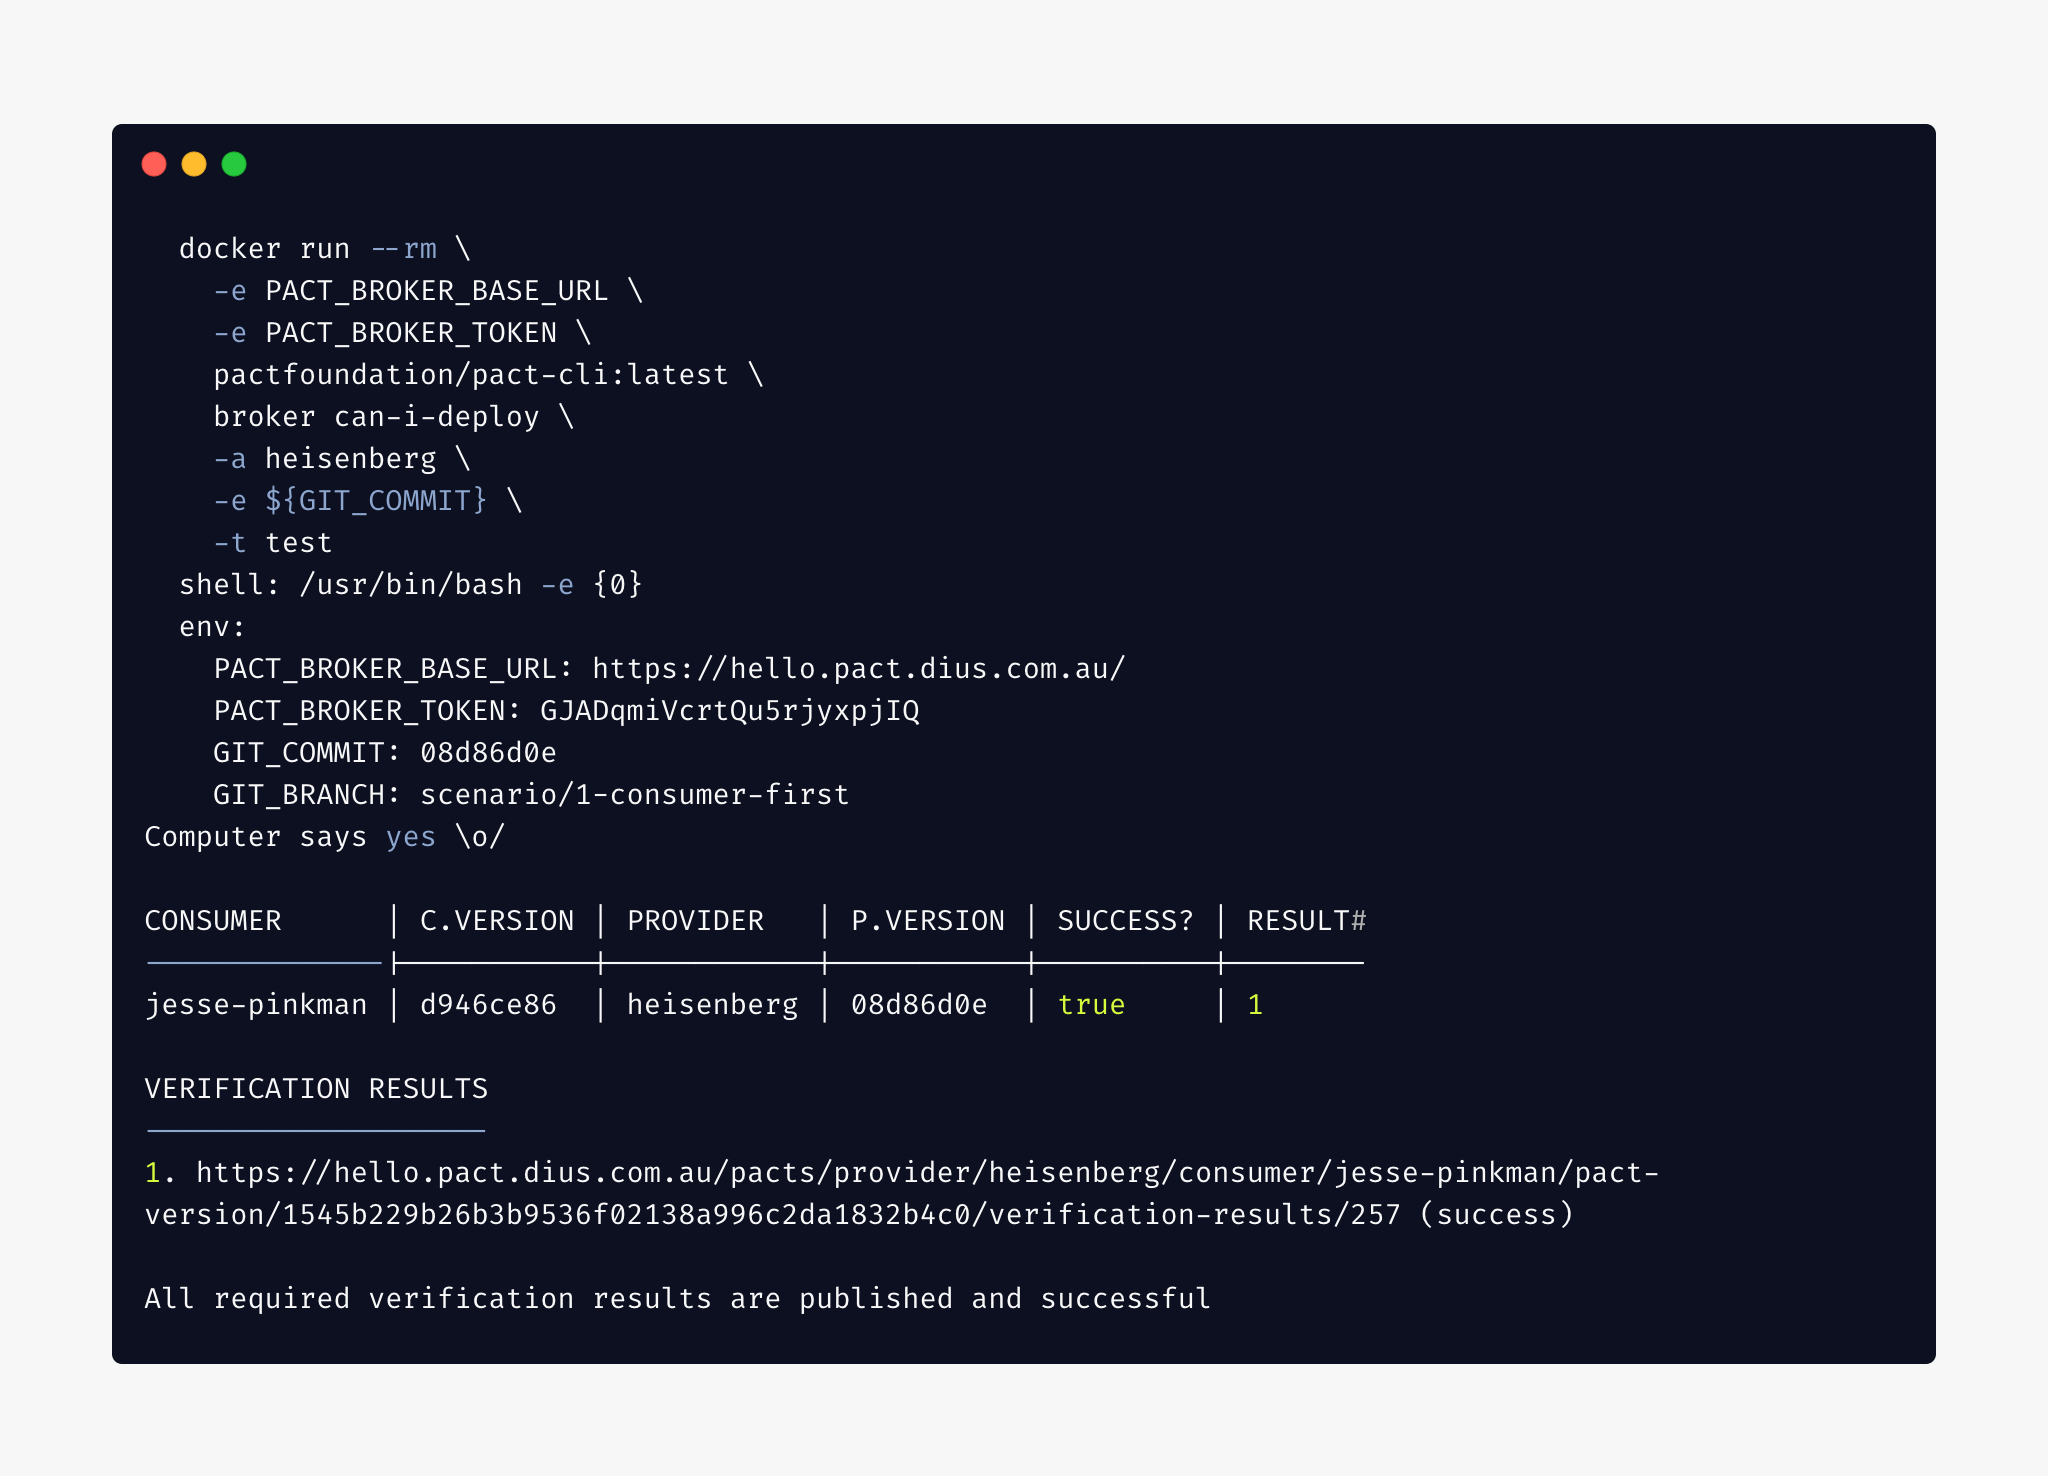 docker run --rm \
-e PACT_BROKER_BASE_URL \
-e PACT_BROKER_TOKEN \
pactfoundation/pact-cli:latest \
broker can-i-deploy \
-a heisenberg \
-e ${GIT_COMMIT} \
-t test
shell: /usr/bin/bash -e {0}
env:
PACT_BROKER_BASE_URL: https://hello.pact.dius.com.au/
PACT_BROKER_TOKEN: GJADqmiVcrtQu5rjyxpjIQ
GIT_COMMIT: 08d86d0e
GIT_BRANCH: scenario/1-consumer-first
Computer says yes \o/
CONSUMER | C.VERSION | PROVIDER | P.VERSION | SUCCESS? | RESULT#
jesse-pinkman | d946ce86 | heisenberg | 08d86d0e | true | 1
VERIFICATION RESULTS
1. https://hello.pact.dius.com.au/pacts/provider/heisenberg/consumer/jesse-pinkman/pact-
version/1545b229b26b3b9536f02138a996c2da1832b4c0/verification-results/257 (success)
All required verification results are published and successful